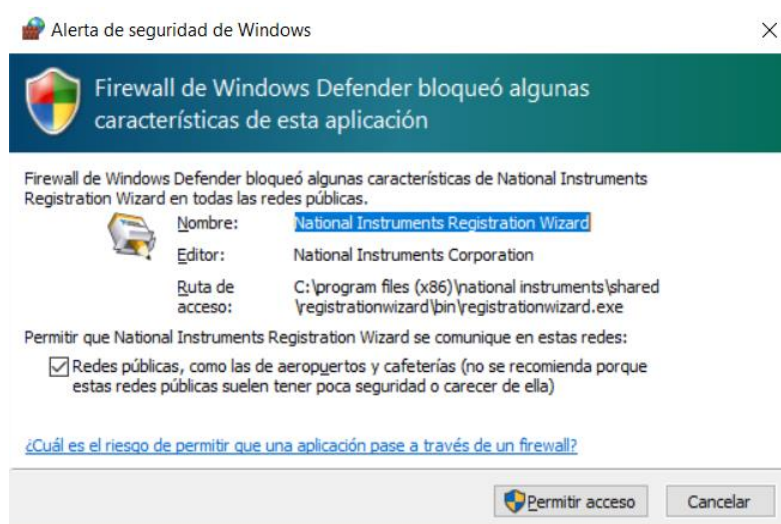 Alerta de seguridad de Windows
Firewall de Windows Defender bloqueó algunas
características de esta aplicación
Firewall de Windows Defender bloqueó algunas características de National Instruments
Registration Wizard en todas las redes públicas.
Nombre: National Instruments Registration Wizard
Editor: National Instruments Corporation
Ruta de C:\program files (x86)\national instruments\shared
acceso: \registrationwizard\bin\registrationwizard.exe
Permitir que National Instruments Registration Wizard se comunique en estas redes:
Redes públicas, como las de aeropuertos y cafeterías (no se recomienda porque
estas redes públicas suelen tener poca seguridad o carecer de ella)
¿Cuál es el riesgo de permitir que una aplicación pase a través de un firewall?
Permitir acceso Cancelar